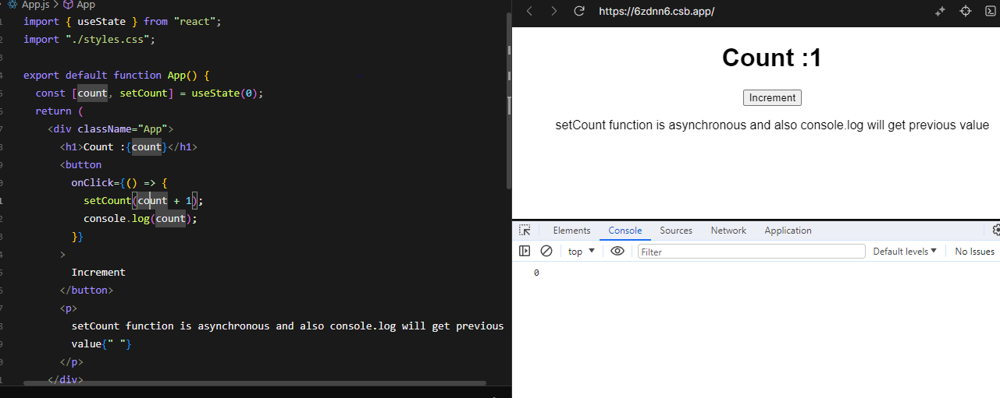 App.js > App
import { useState } from "react";
import "./styles.css";
export default function App() {
const [count, setCount] = useState(0);
return (
<div className="App">
<h1>Count :{count}</h1>
<button
onClick={() => {
setCount(count + 1);
console.log(count);
}}
>
Increment
</button>
<p>
setCount function is asynchronous and also console.log will get previous
value{" "}
</p>
</div>
https://6zdnn6.csb.app/
Count :1
Increment
setCount function is asynchronous and also console.log will get previous value
Elements Console Sources Network Application
top Filter Default levels No Issues
0